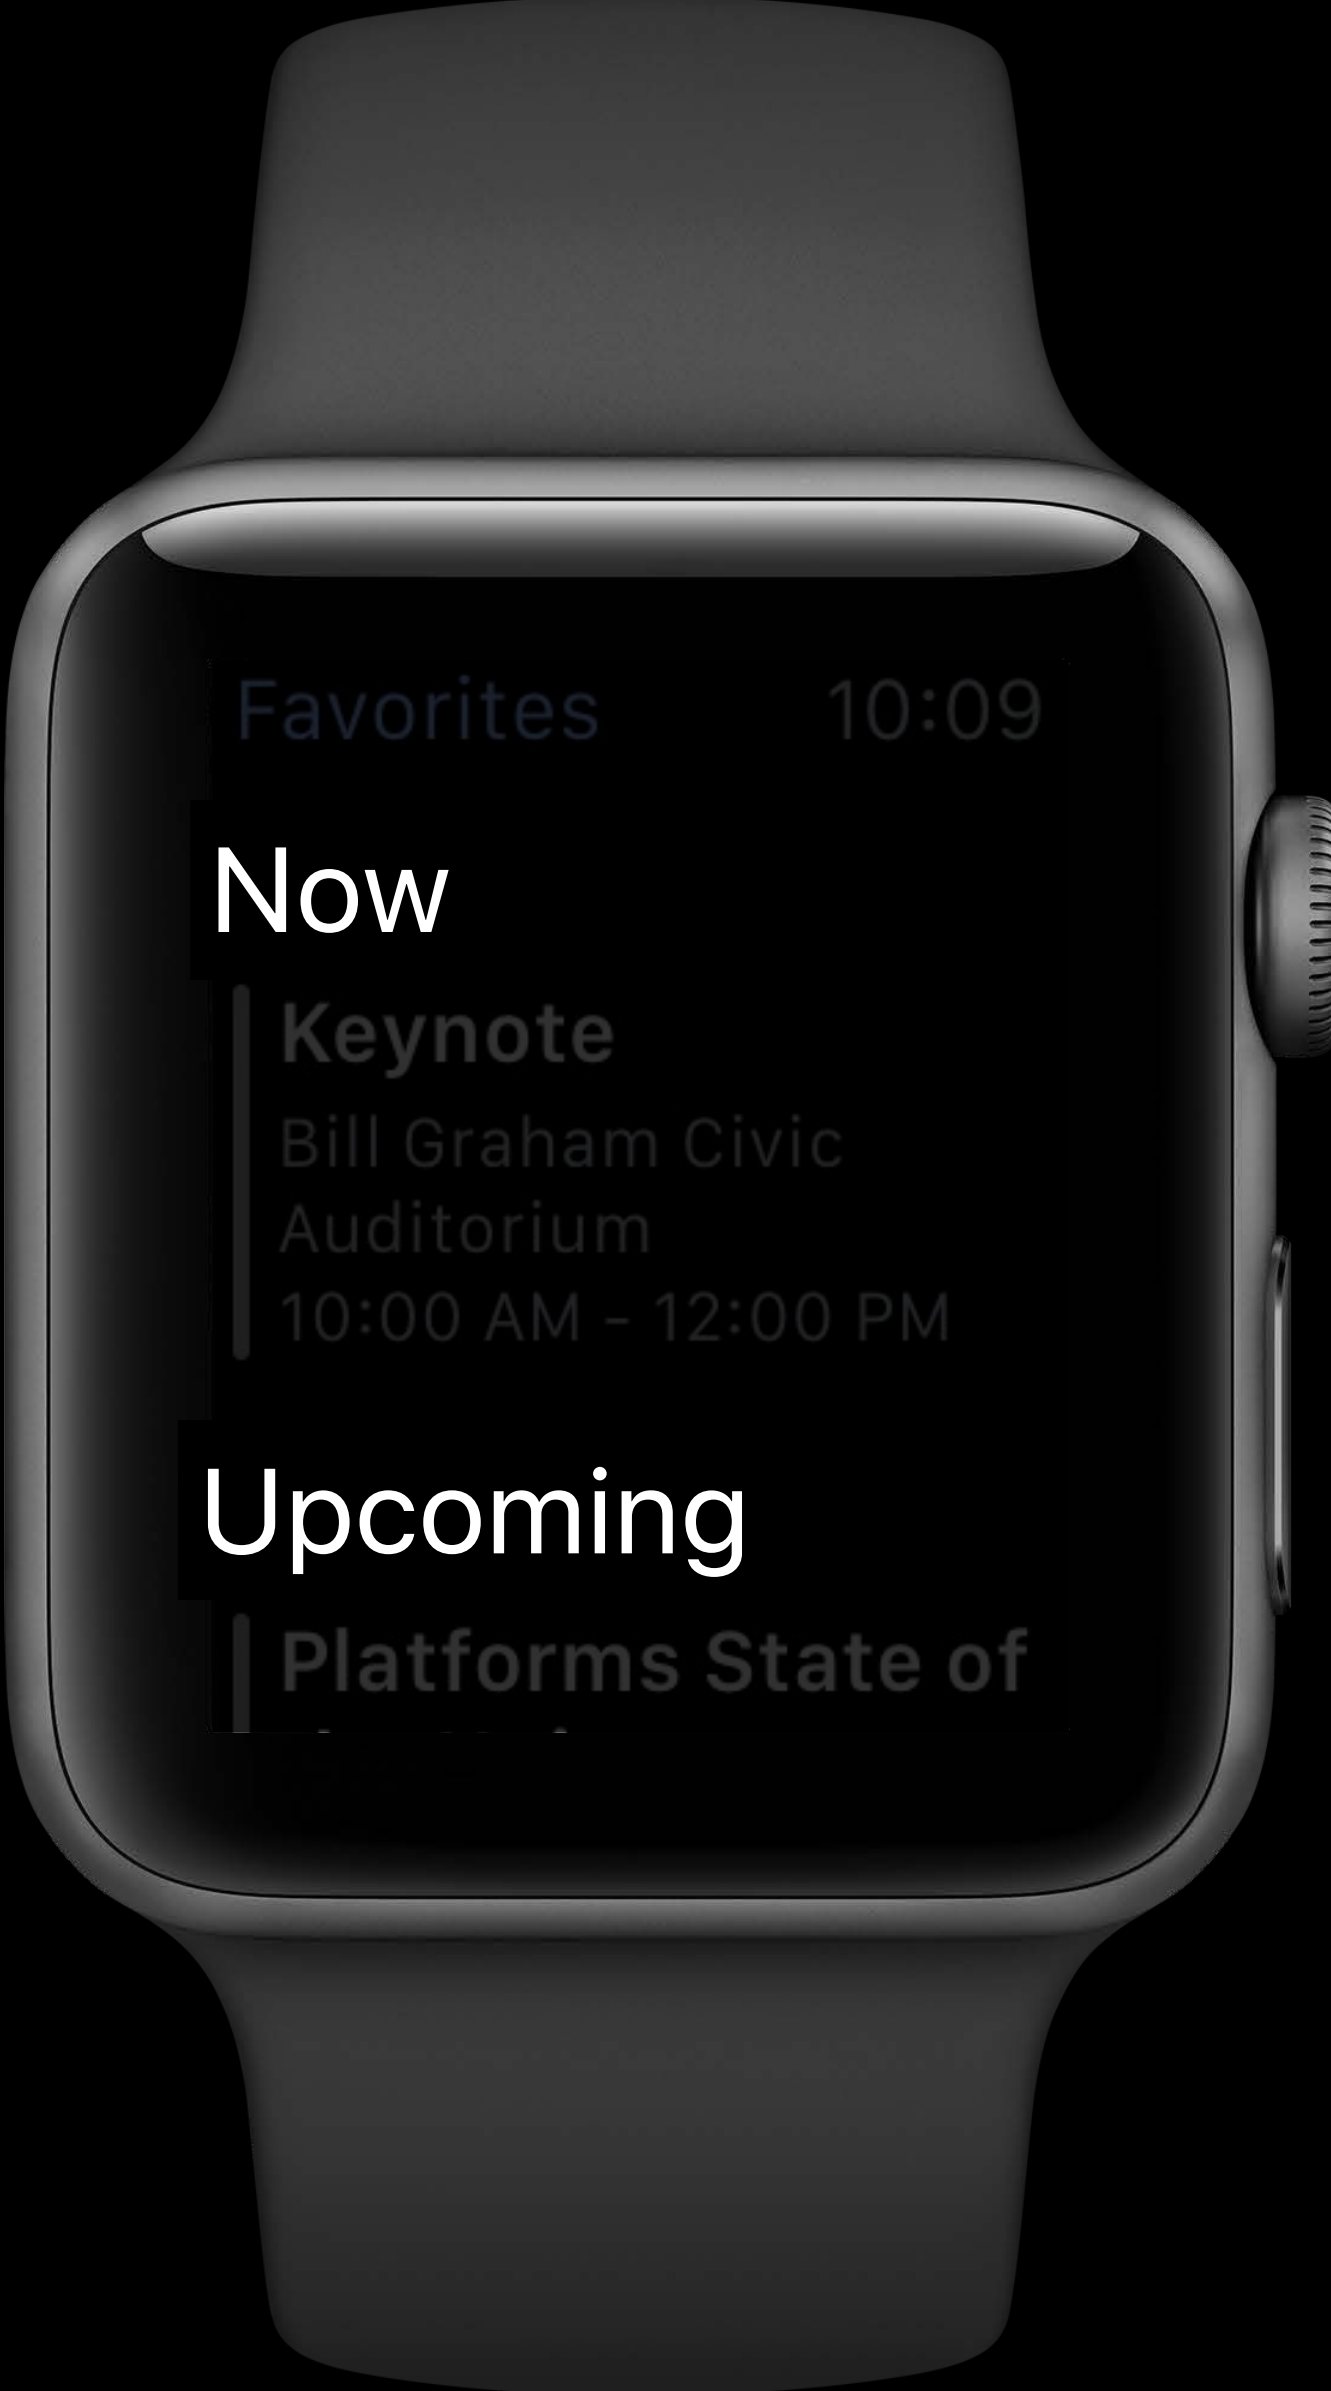 Favorites 10:09
Now
Keynote
Bill Graham Civic
Auditorium
10:00 AM - 12:00 PM
Upcoming
Platforms State of